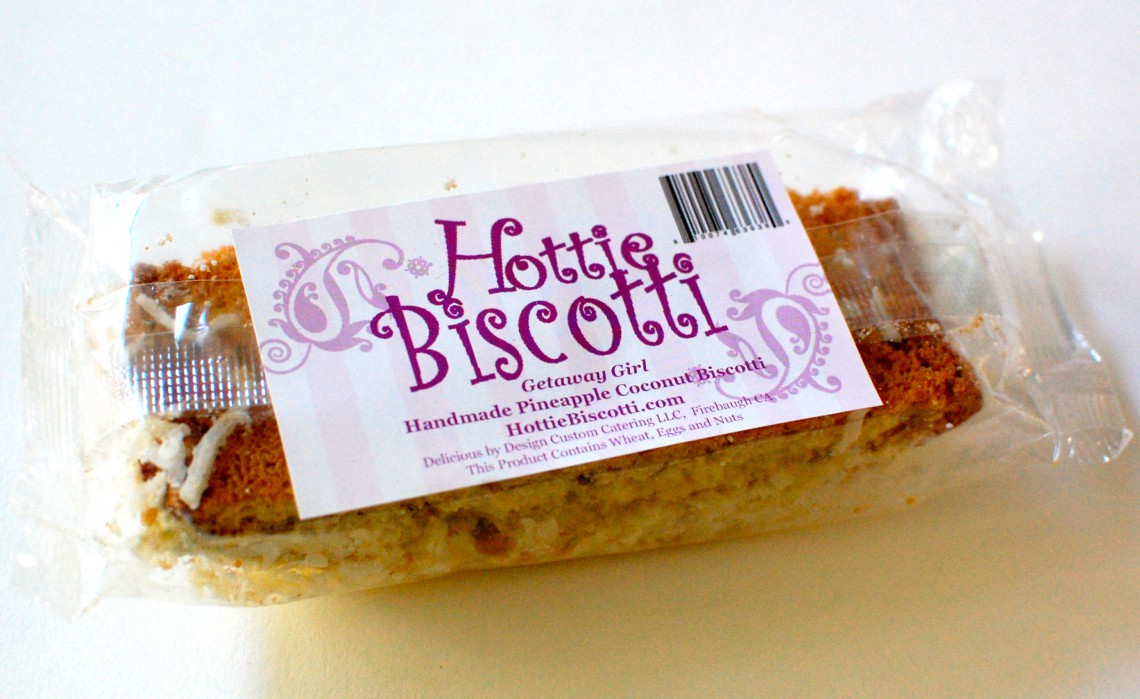 Hottie
Biscotti
Getaway Girl
Handmade Pineapple Coconut Biscotti
HottieBiscotti.com
Delicious by Design Custom Catering LLC, Firebaugh CA
This Product Contains Wheat, Eggs and Nuts